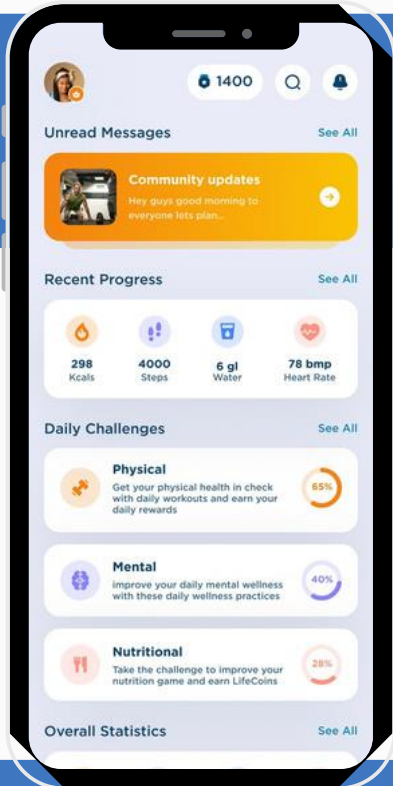 1400
Unread Messages
See All
Community updates
Hey guys good morning to
everyone lets plan...
Recent Progress
See All
298
4000
6 gl
78 bmp
Kcals
Steps
Water
Heart Rate
Daily Challenges
See All
Physical
Get your physical health in check
with daily workouts and earn your
daily rewards
65%
Mental
improve your daily mental wellness
with these daily wellness practices
40%
Nutritional
Take the challenge to improve your
nutrition game and earn LifeCoins
28%
Overall Statistics
See All